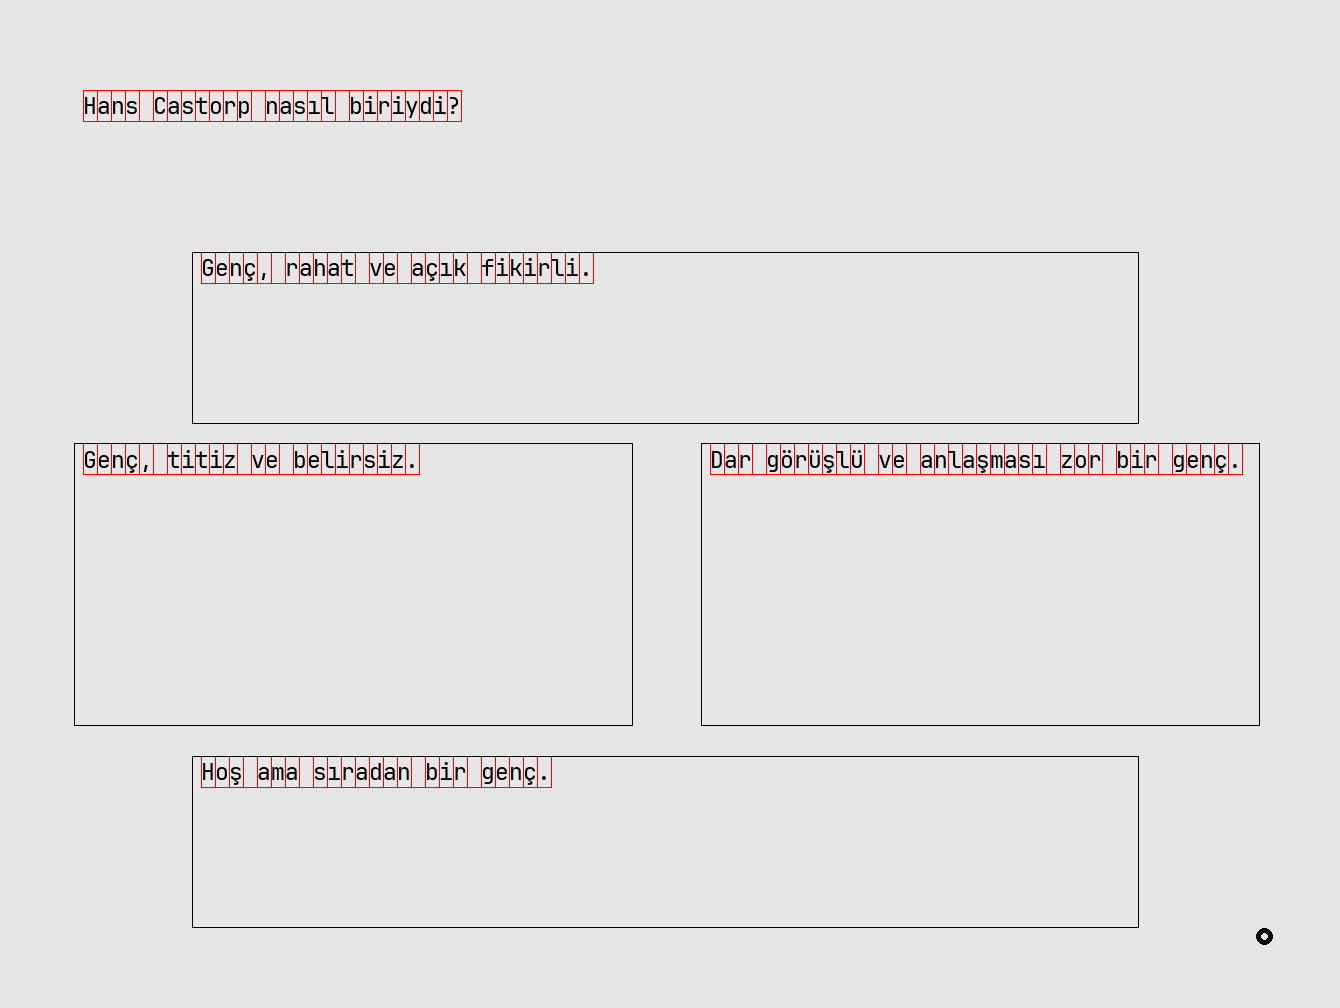 Hans Castorp nasıl biriydi?
Genç, rahat ve açık fikirli.
Genç, titiz ve belirsiz.
Dar görüşlü ve anlaşması zor bir genç.
Hoş ama sıradan bir genç.